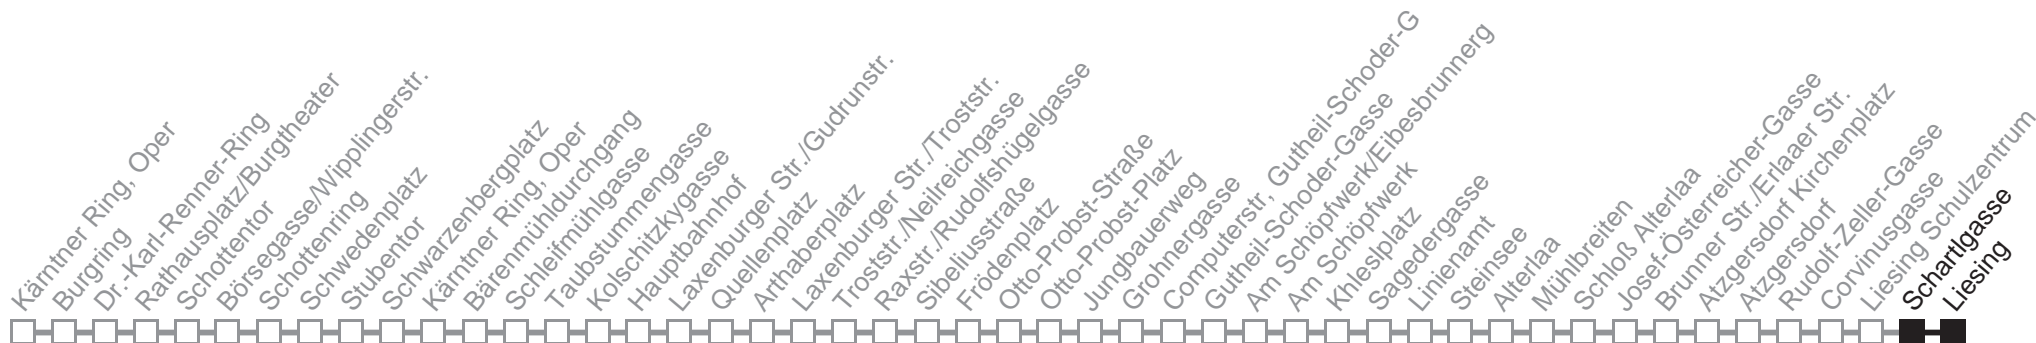 Kärntner Ring, Oper
Burgring
Dr.-Karl-Renner-Ring
Rathausplatz/Burgtheater
Schottentor
Börsegasse/Wipplingerstr.
Schottenring
Schwedenplatz
Stubentor
Schwarzenbergplatz
Kärntner Ring, Oper
Bärenmühldurchgang
Schleifmühlgasse
Taubstummengasse
Kolschitzkygasse
Hauptbahnhof
Laxenburger Str./Gudrunstr.
Quellenplatz
Arthaberplatz
Laxenburger Str./Troststr.
Troststr./Neilreichgasse
Raxstr./Rudolfshügelgasse
Sibeliusstraße
Frödenplatz
Otto-Probst-Straße
Otto-Probst-Platz
Jungbauerweg
Grohnergasse
Computerstr, Gutheil-Schoder-G
Gutheil-Schoder-Gasse
Am Schöpfwerk/Eibesbrunnerg
Am Schöpfwerk
Khleslplatz
Sagedergasse
Linienamt
Steinsee
Alterlaa
Mühlbreiten
Schloß Alterlaa
Josef-Österreicher-Gasse
Brunner Str./Erlaaer Str.
Atzgersdorf Kirchenplatz
Atzgersdorf
Rudolf-Zeller-Gasse
Corvinusgasse
Liesing Schulzentrum
Schartlgasse
Liesing